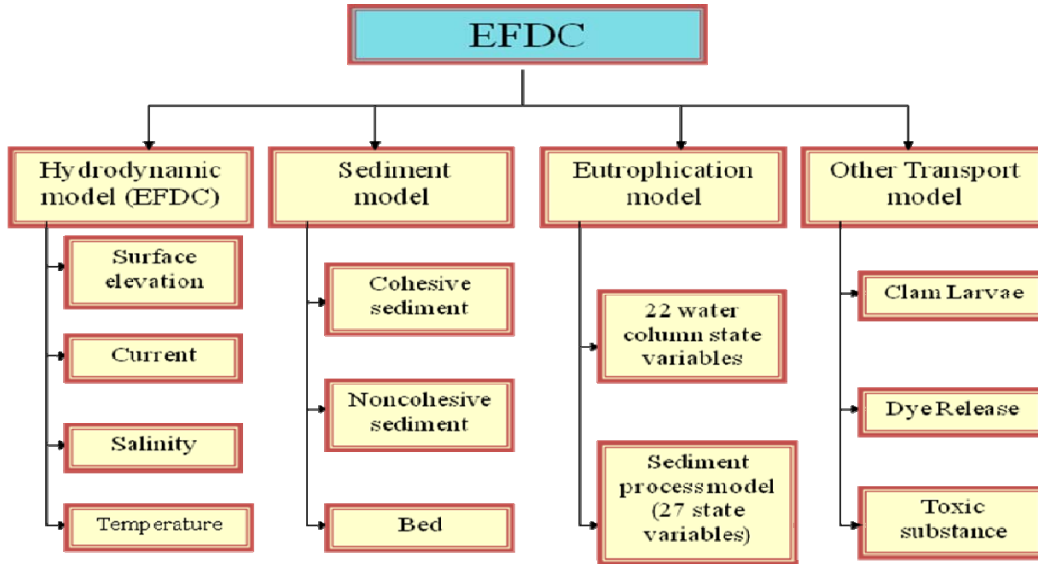 EFDC
Hydrodynamic
model (EFDC)
Surface
elevation
Current
Salinity
Temperature
Sediment
model
Cohesive
sediment
Noncohesive
sediment
Bed
Eutrophication
model
22 water
column state
variables
Sediment
process model
(27 state
variables)
Other Transport
model
Clam Larvae
Dye Release
Toxic
substance